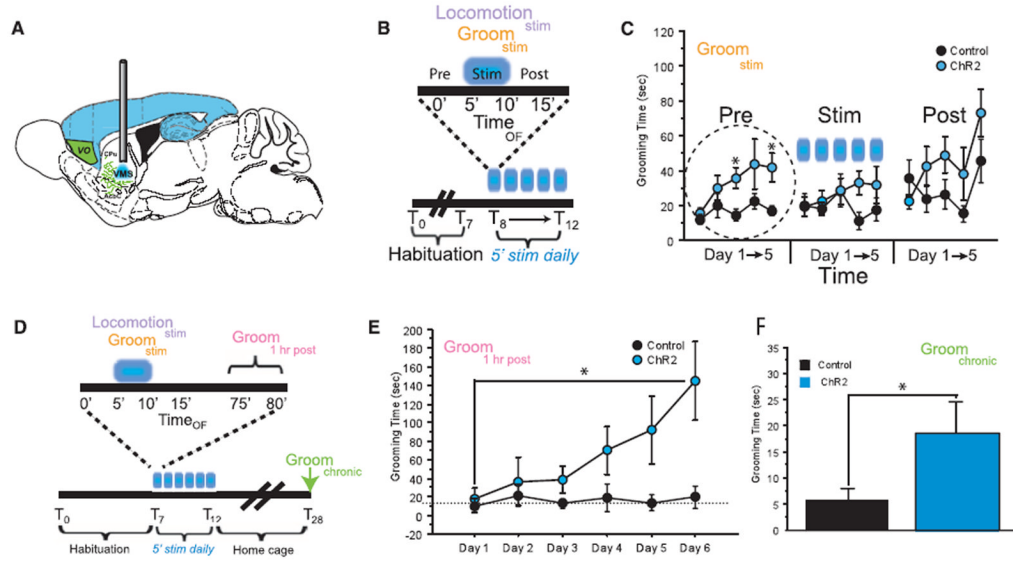 A
VO
CPu
VMS
B
Locomotion stim
Groom stim
Pre Stim Post
0' 5' 10' 15'
Time OF
T0 T7 T8 T12
Habituation 5' stim daily
C
Groom stim
Control
ChR2
Grooming Time (sec)
120
100
80
60
40
20
0
Pre Stim Post
* *
Day 1→5 Day 1→5 Day 1→5
Time
D
Locomotion stim
Groom stim
Groom 1 hr post
0' 5' 10' 15' 75' 80'
Time OF
Groom chronic
T0 T7 T12 T28
Habituation 5' stim daily Home cage
E
Groom 1 hr post
Control
ChR2
*
Grooming Time (sec)
200
180
160
140
120
100
80
60
40
20
0
-20
Day 1 Day 2 Day 3 Day 4 Day 5 Day 6
F
Groom chronic
Control
ChR2
*
Grooming Time (sec)
35
30
25
20
15
10
5
0